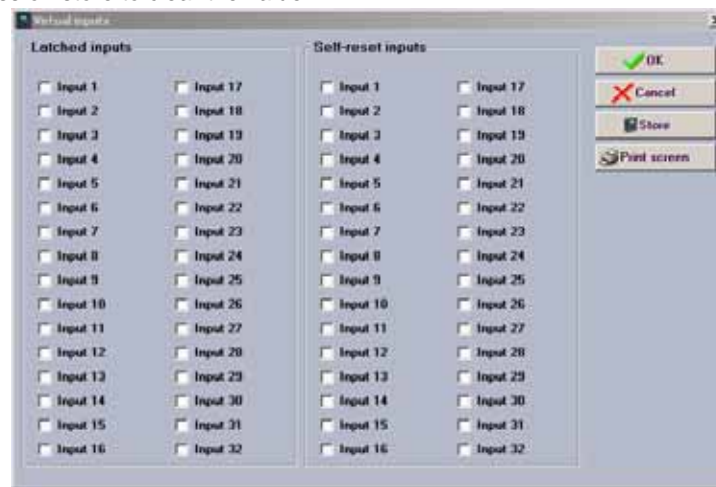 Virtual inputs
Latched inputs
Input 1
Input 2
Input 3
Input 4
Input 5
Input 6
Input 7
Input 8
Input 9
Input 10
Input 11
Input 12
Input 13
Input 14
Input 15
Input 16
Input 17
Input 18
Input 19
Input 20
Input 21
Input 22
Input 23
Input 24
Input 25
Input 26
Input 27
Input 28
Input 29
Input 30
Input 31
Input 32
Self-reset inputs
Input 1
Input 2
Input 3
Input 4
Input 5
Input 6
Input 7
Input 8
Input 9
Input 10
Input 11
Input 12
Input 13
Input 14
Input 15
Input 16
Input 17
Input 18
Input 19
Input 20
Input 21
Input 22
Input 23
Input 24
Input 25
Input 26
Input 27
Input 28
Input 29
Input 30
Input 31
Input 32
OK
Cancel
Store
Print screen